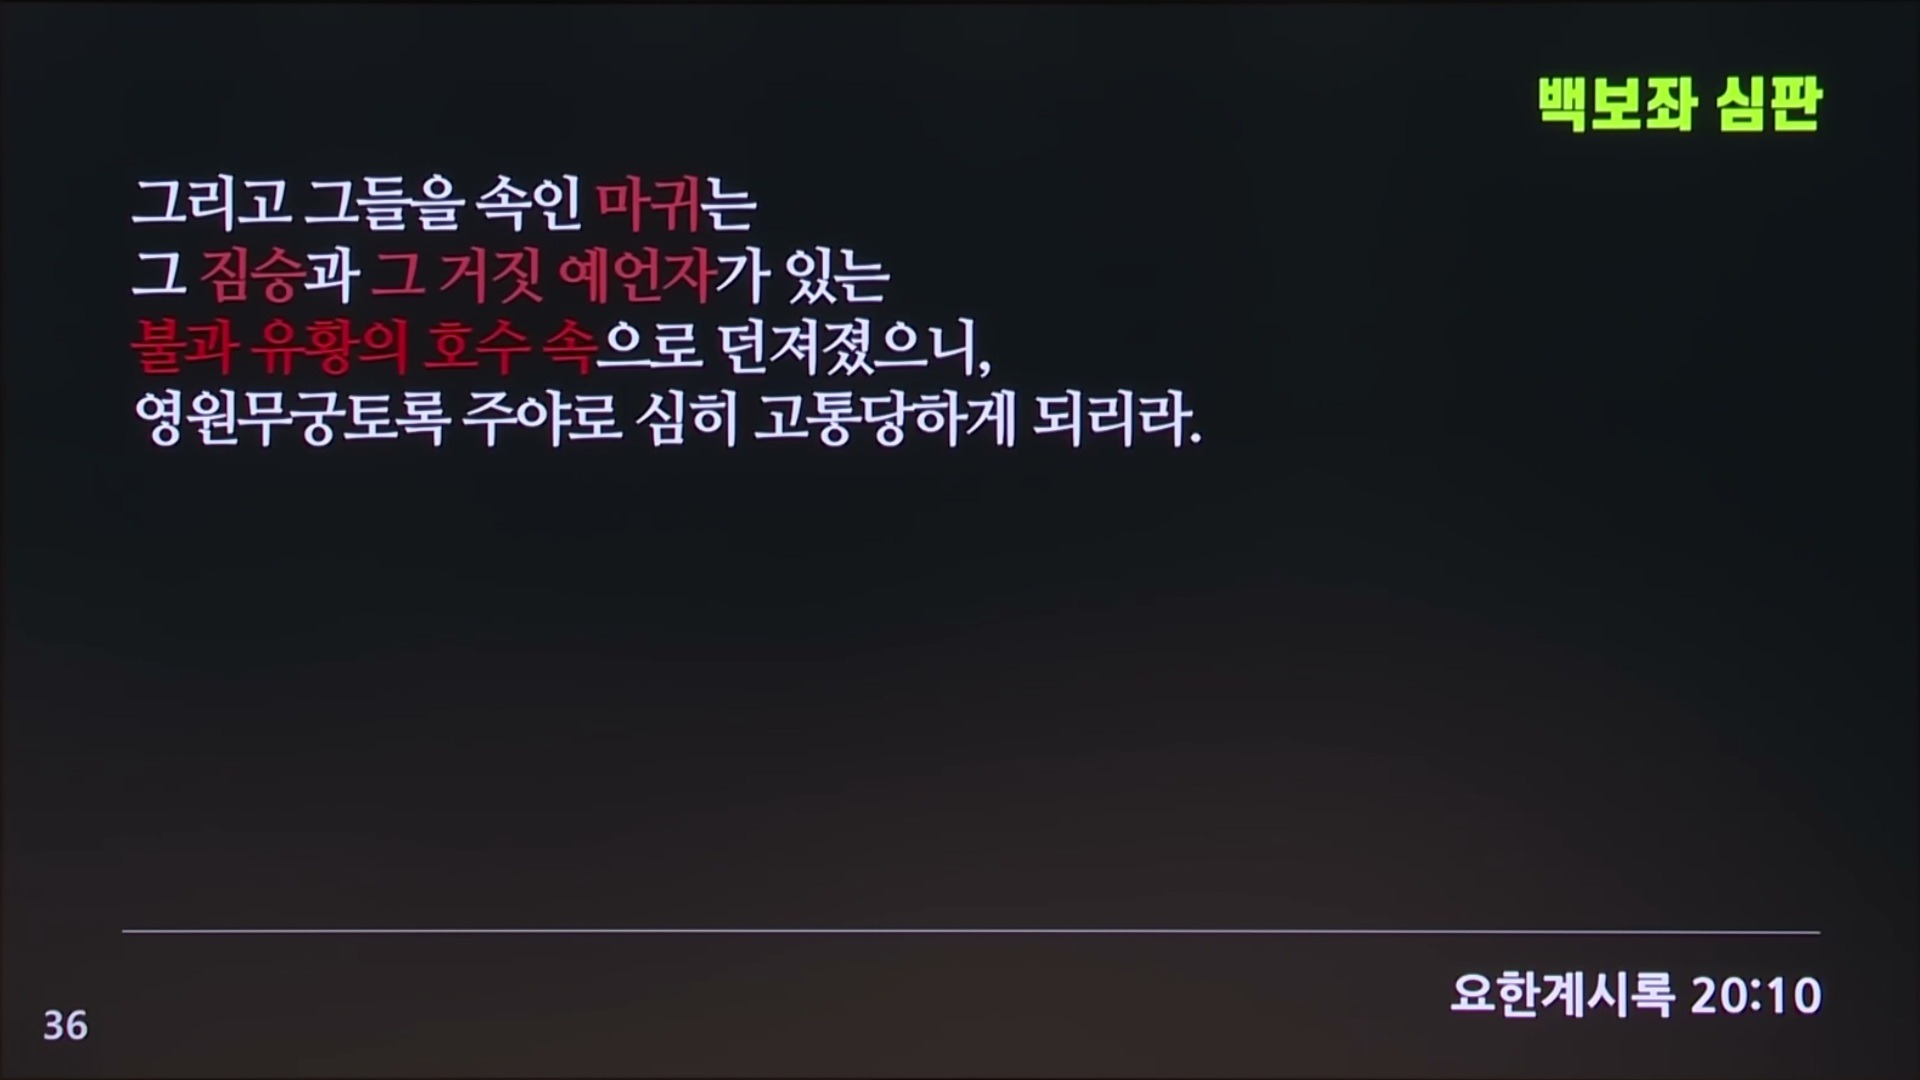 백보좌 심판
그리고 그들을 속인 마귀는
그 짐승과 그 거짓 예언자가 있는
불과 유황의 호수 속으로 던져졌으니,
영원무궁토록 주야로 심히 고통당하게 되리라.
요한계시록 20:10
36